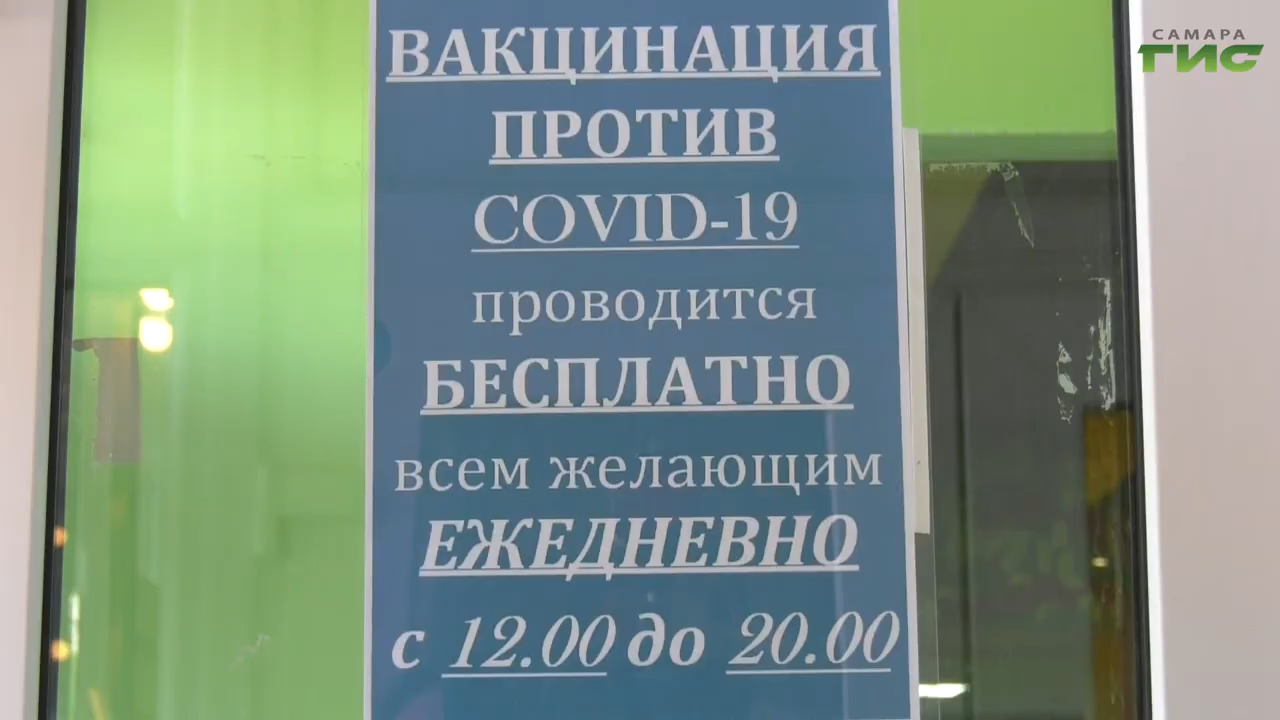 ВАКЦИНАЦИЯ
ПРОТИВ
COVID-19
проводится
БЕСПЛАТНО
всем желающим
ЕЖЕДНЕВНО
с 12.00 до 20.00
САМАРА
ГИС